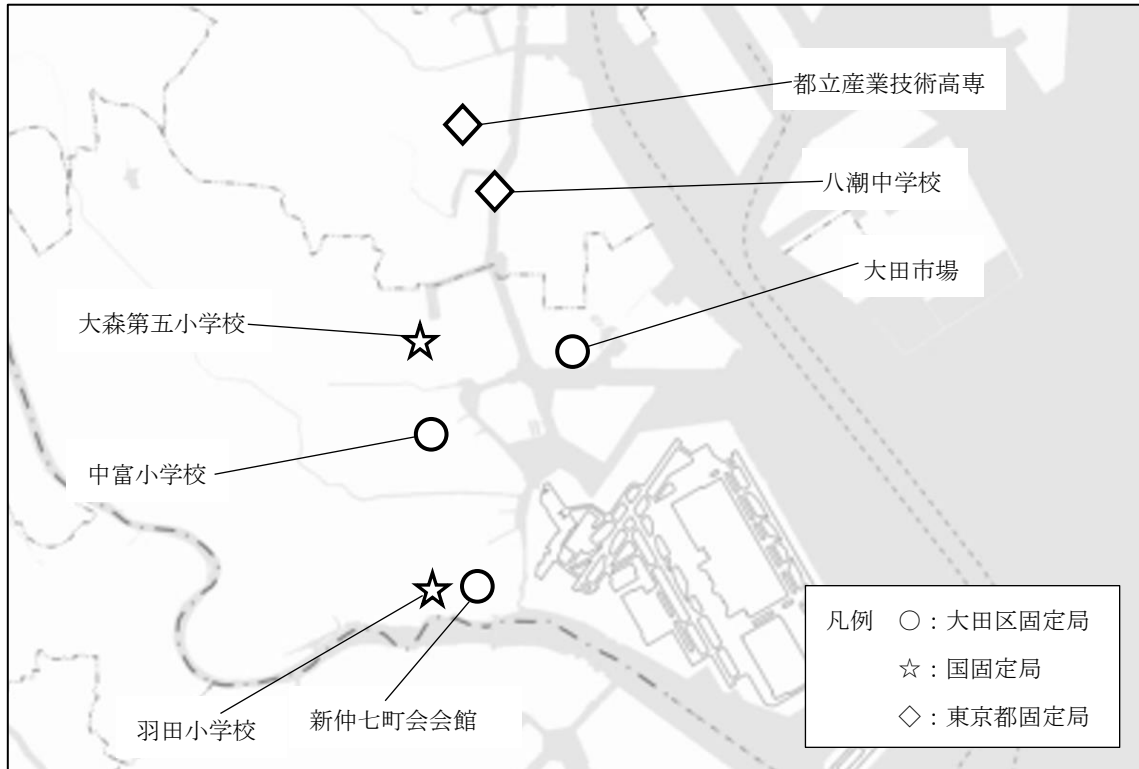 都立産業技術高専
八潮中学校
大田市場
大森第五小学校
中富小学校
羽田小学校
新仲七町会会館
凡例 ○：大田区固定局
☆：国固定局
◇：東京都固定局